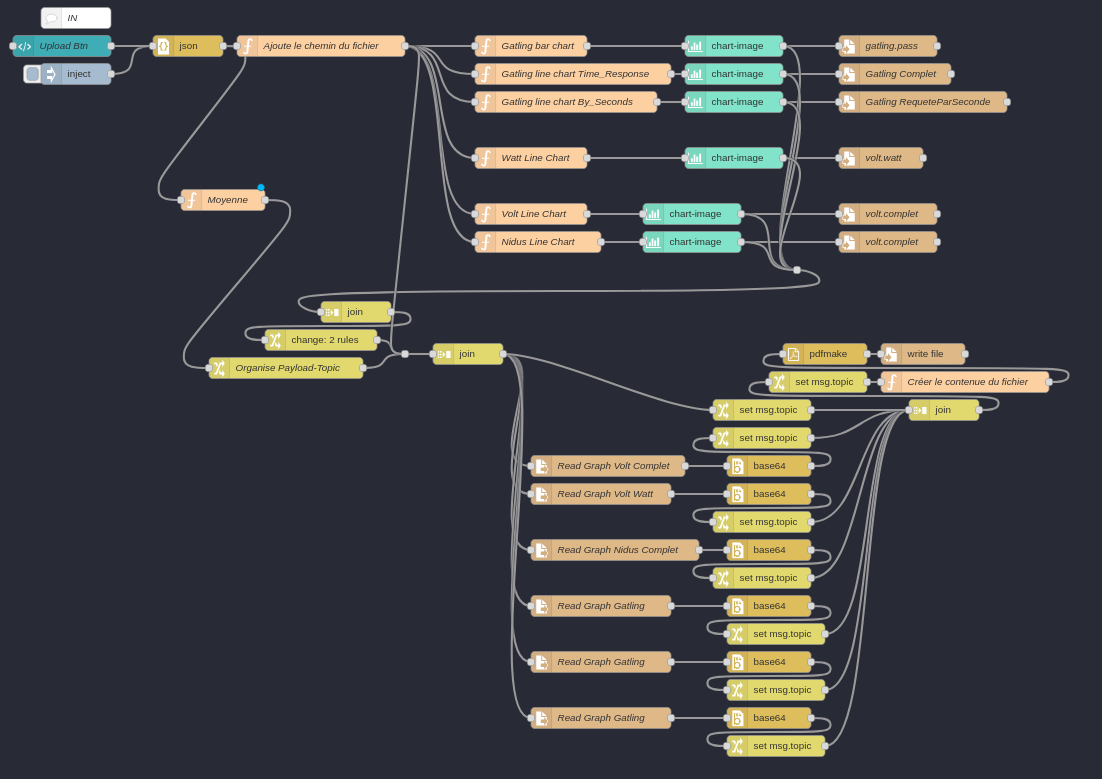 IN
Upload Btn
json
Ajoute le chemin du fichier
Gatling bar chart
chart-image
gatling.pass
inject
Gatling line chart Time_Response
chart-image
Gatling Complet
Gatling line chart By_Seconds
chart-image
Gatling RequeteParSeconde
Watt Line Chart
chart-image
volt.watt
Moyenne
Volt Line Chart
chart-image
volt.complet
Nidus Line Chart
chart-image
volt.complet
join
change: 2 rules
Organise Payload-Topic
join
pdfmake
write file
set msg.topic
Créer le contenue du fichier
set msg.topic
join
set msg.topic
Read Graph Volt Complet
base64
Read Graph Volt Watt
base64
set msg.topic
Read Graph Nidus Complet
base64
set msg.topic
Read Graph Gatling
base64
set msg.topic
Read Graph Gatling
base64
set msg.topic
Read Graph Gatling
base64
set msg.topic